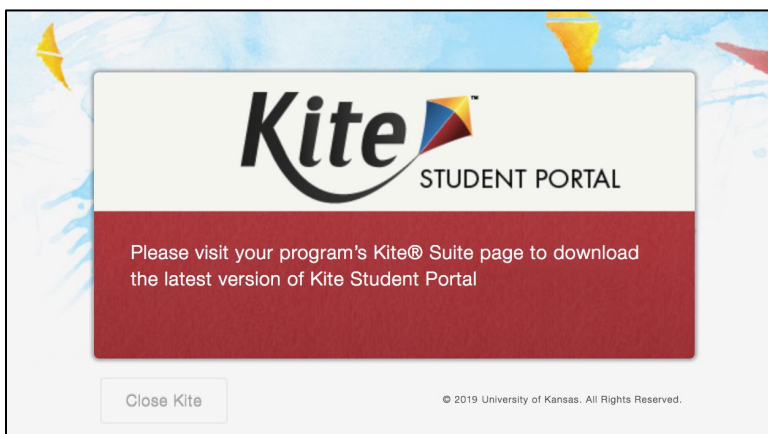 Kite™
STUDENT PORTAL
Please visit your program's Kite® Suite page to download
the latest version of Kite Student Portal
Close Kite
© 2019 University of Kansas. All Rights Reserved.